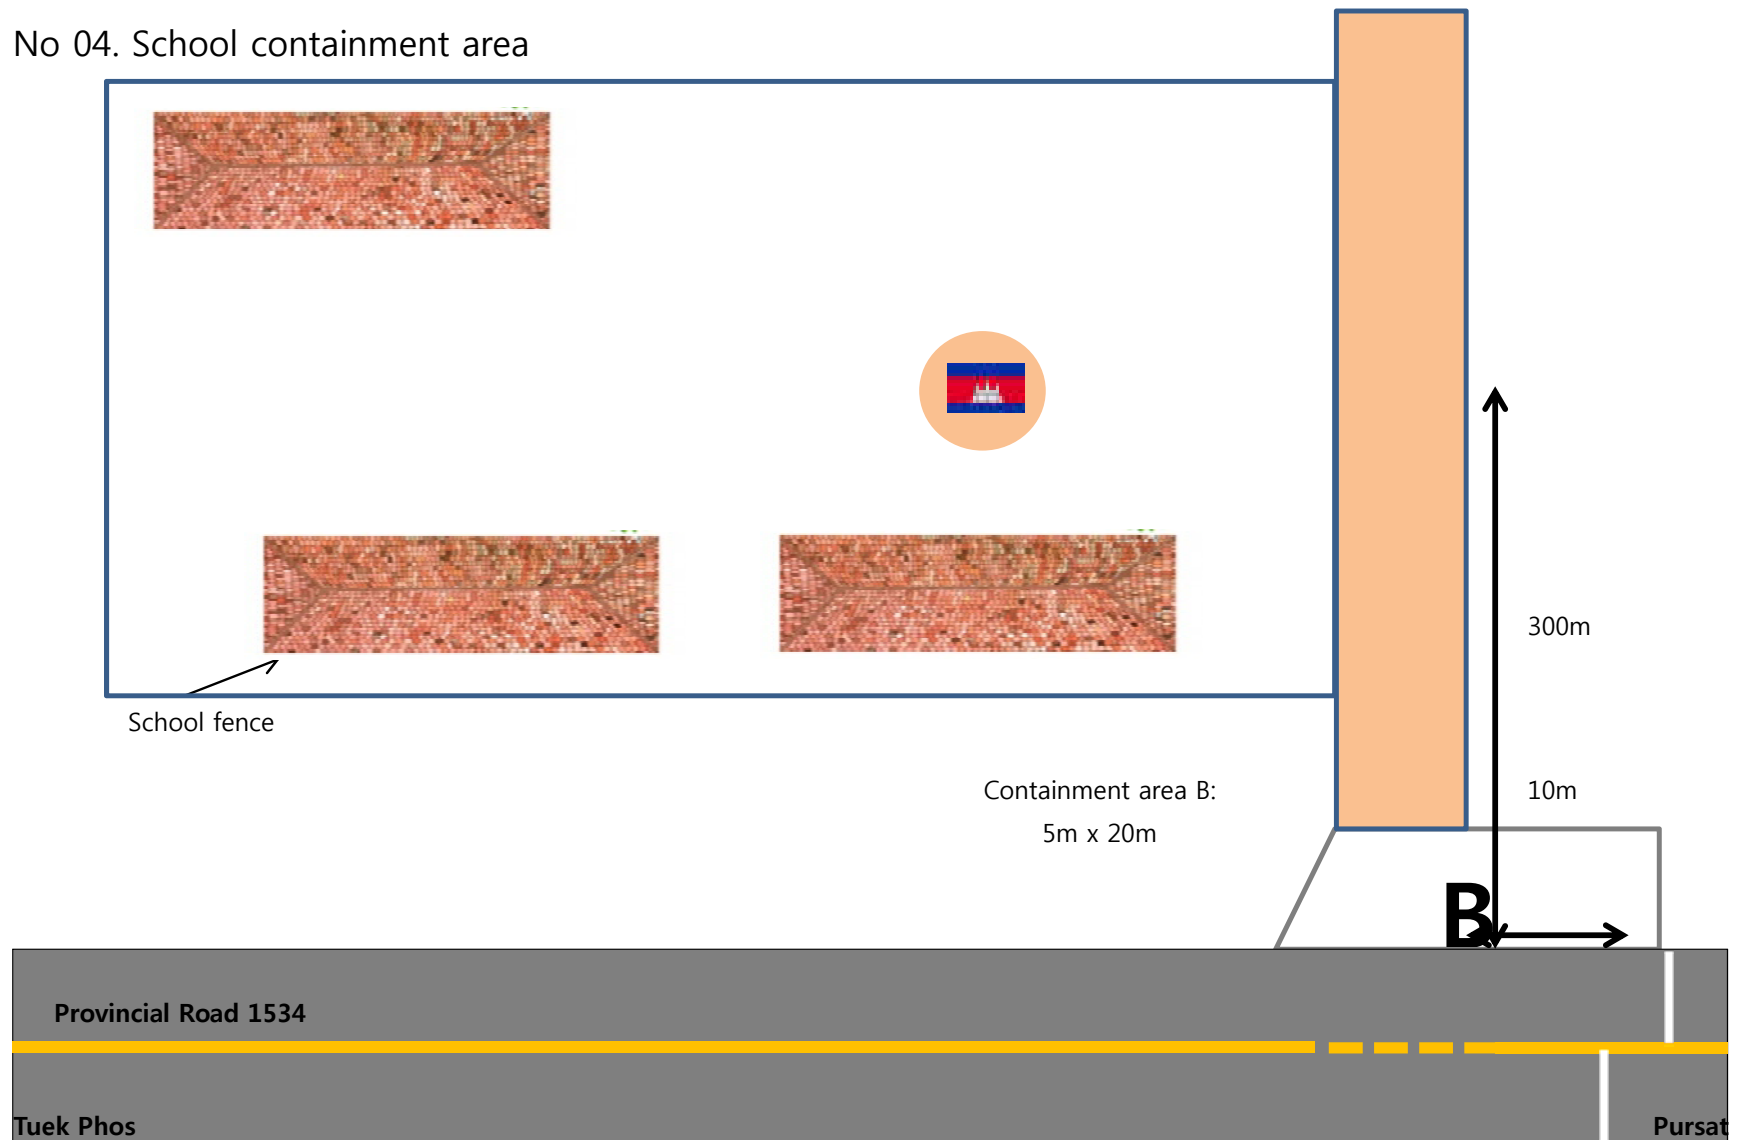 No 04. School containment area
300m
School fence
Containment area B:
5m x 20m
10m
B
Provincial Road 1534
Tuek Phos
Pursat